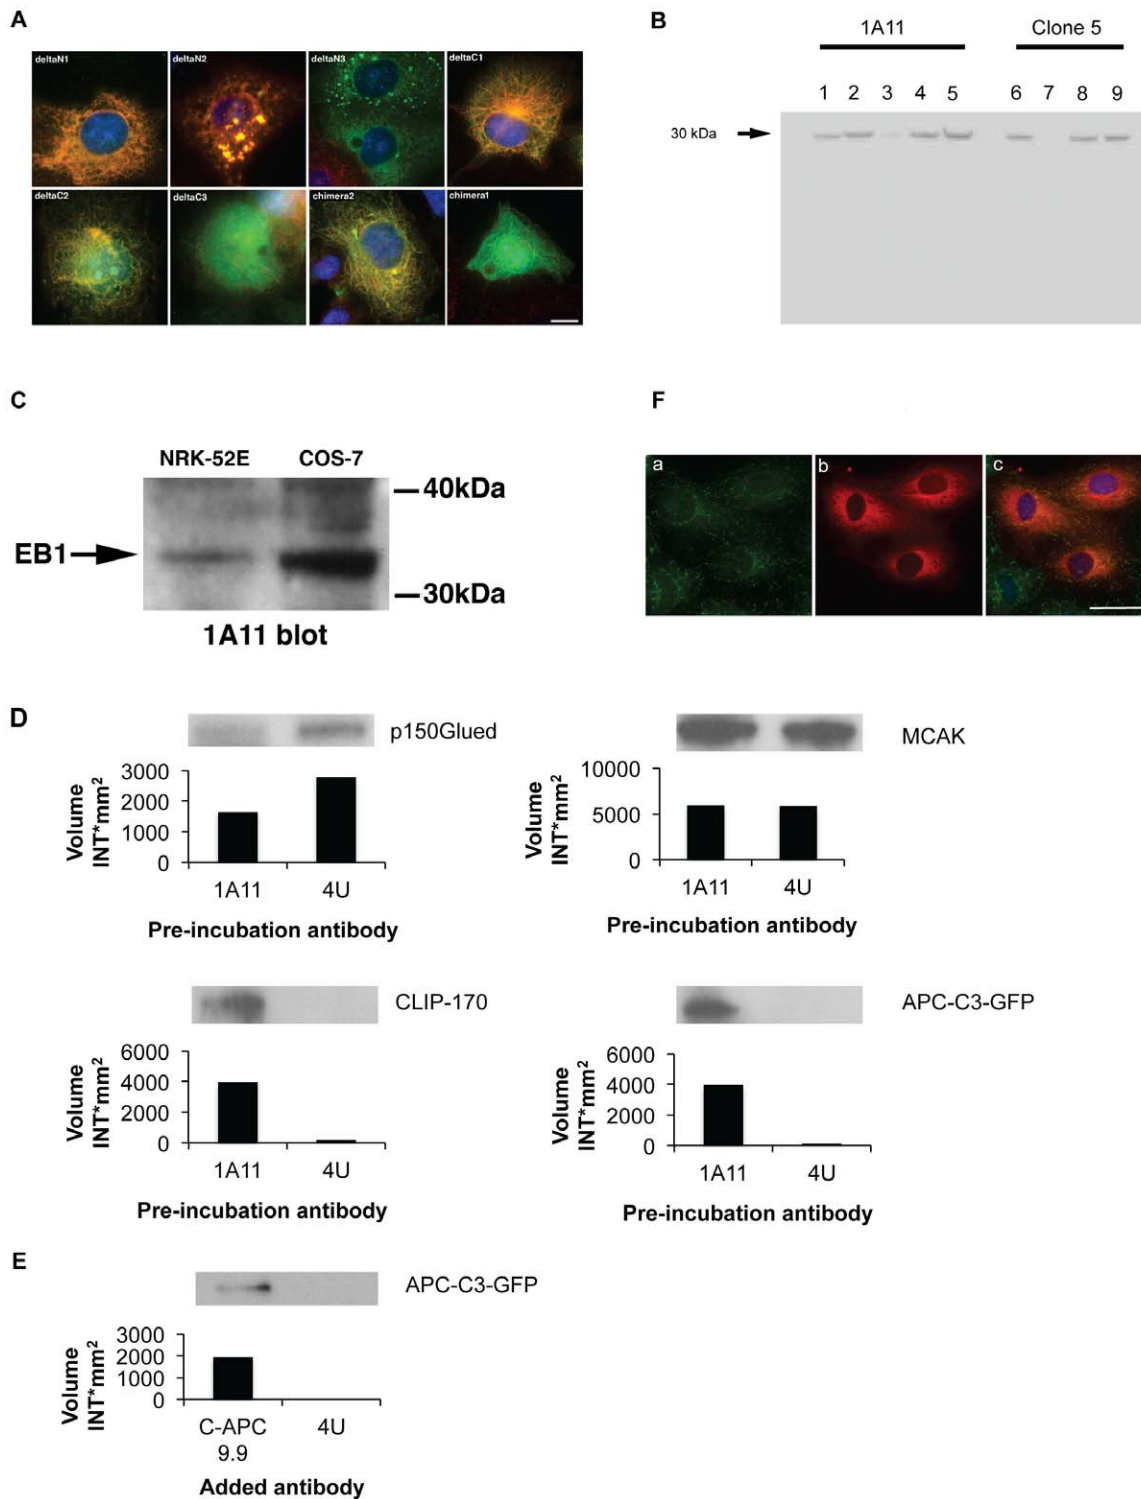 A
deltaN1 deltaN2 deltaN3 deltaC1
deltaC2 deltaC3 chimera2 chimera1
B
1A11 Clone 5
1 2 3 4 5 6 7 8 9
30 kDa
C
NRK-52E COS-7
40kDa
EB1
30kDa
1A11 blot
F
a b c
D
p150Glued
3000
2000
1000
0
Volume INT*mm²
1A11 4U
Pre-incubation antibody
MCAK
10000
5000
0
Volume INT*mm²
1A11 4U
Pre-incubation antibody
CLIP-170
6000
4000
2000
0
Volume INT*mm²
1A11 4U
Pre-incubation antibody
APC-C3-GFP
6000
4000
2000
0
Volume INT*mm²
1A11 4U
Pre-incubation antibody
E
APC-C3-GFP
3000
2000
1000
0
Volume INT*mm²
C-APC 4U
9.9
Added antibody